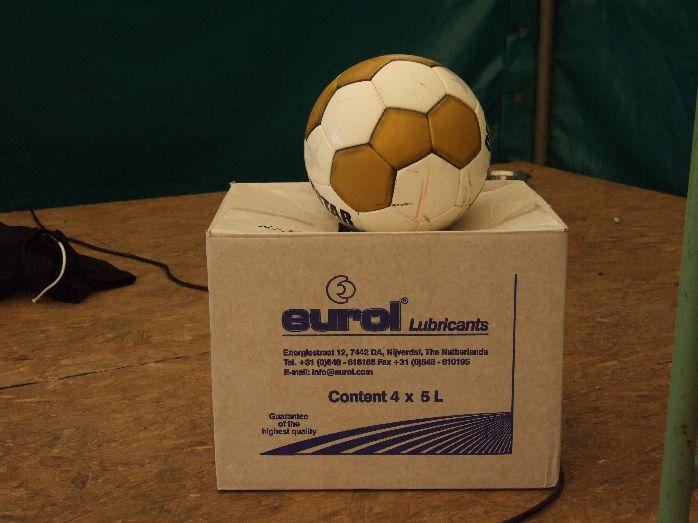 TAR
eurol® Lubricants
Energiestraat 12, 7442 DA, Nijverdal, The Netherlands
Tel. +31 (0)548 - 615165 Fax +31 (0)548 - 610195
E-mail: info@eurol.com
Content 4 x 5 L
Guarantee
of the
highest quality